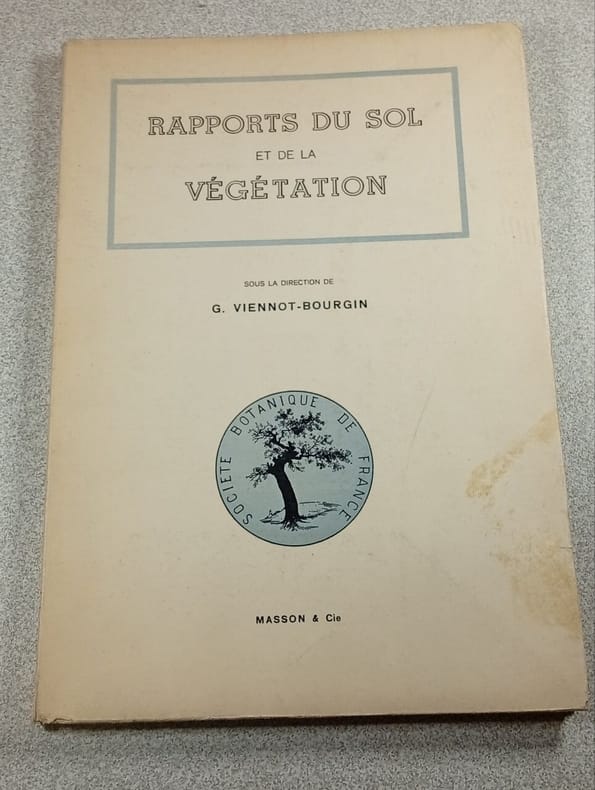 RAPPORTS DU SOL
ET DE LA
VÉGÉTATION
SOUS LA DIRECTION DE
G. VIENNOT-BOURGIN
SOCIETE BOTANIQUE DE FRANCE
MASSON & Cie